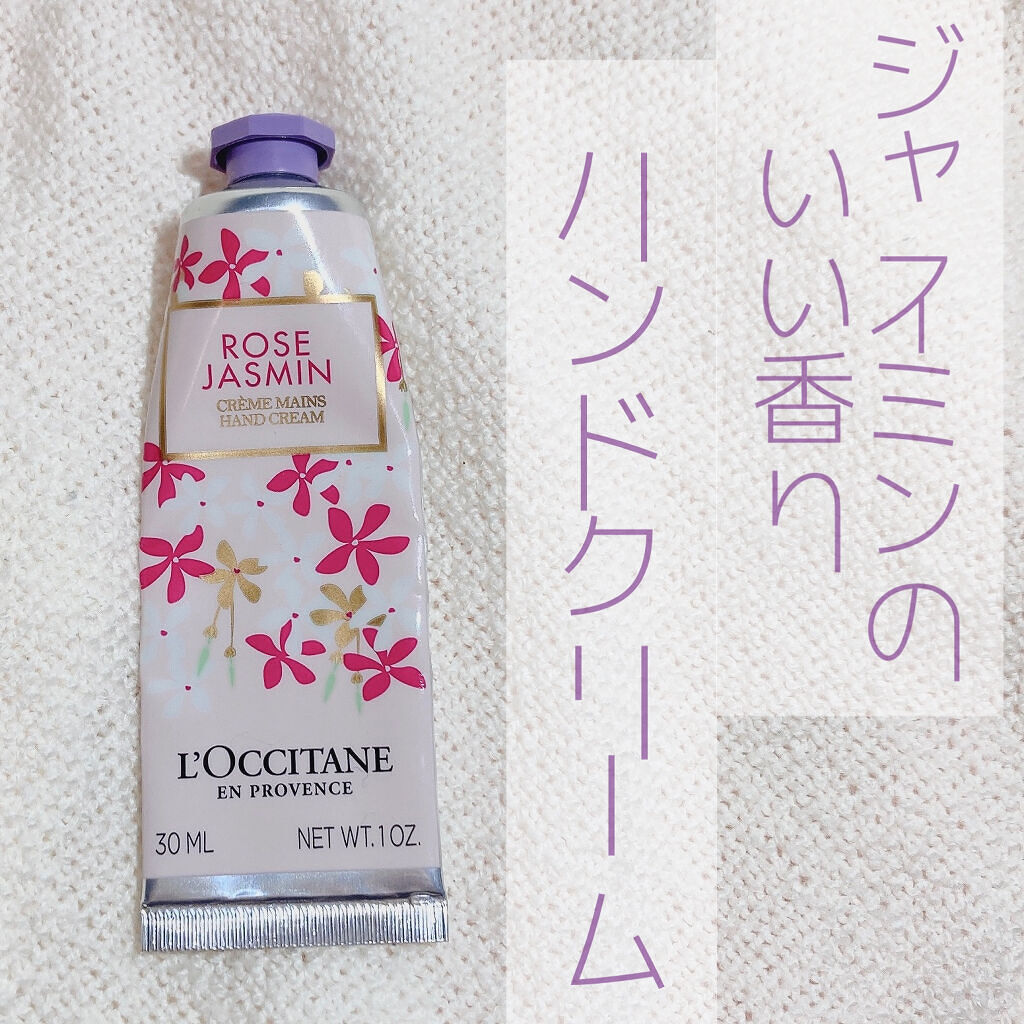 ジャスミンの
いい香り
ハンドクリーム
ROSE
JASMIN
CRÈME MAINS
HAND CREAM
L'OCCITANE
EN PROVENCE
30 ML NET WT. 1 OZ.